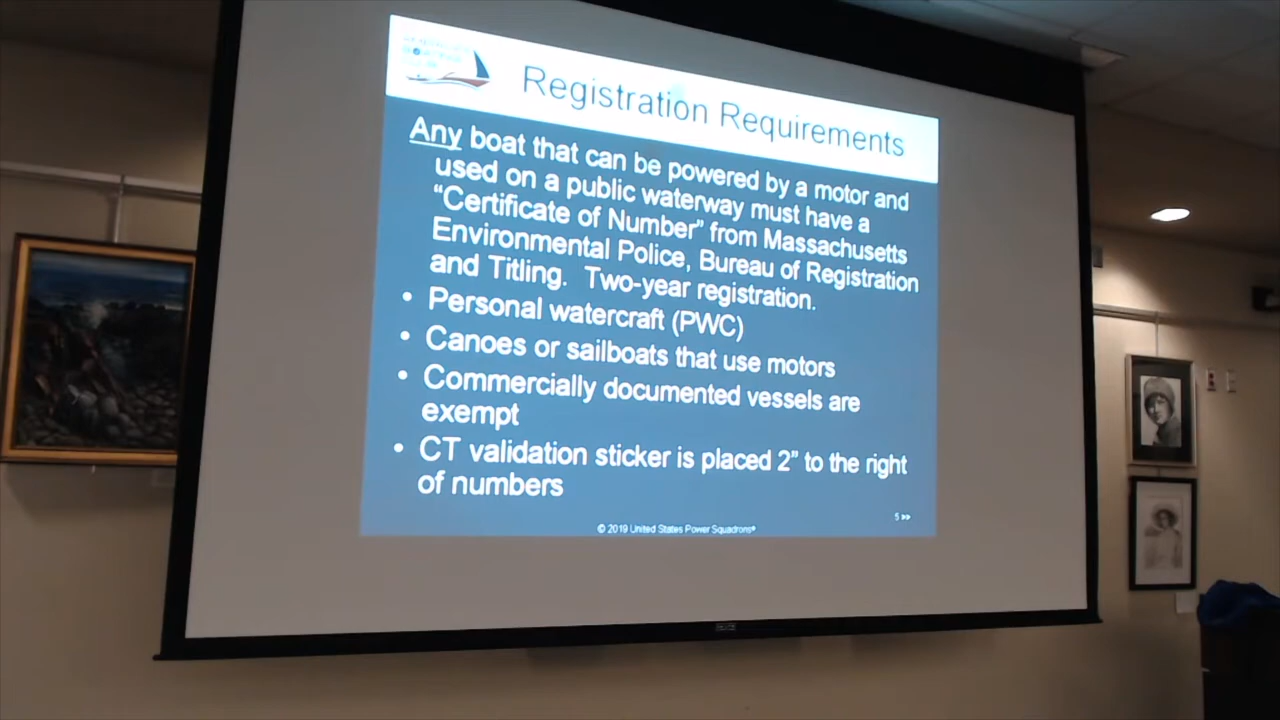 Registration Requirements
Any boat that can be powered by a motor and
used on a public waterway must have a
“Certificate of Number” from Massachusetts
Environmental Police, Bureau of Registration
and Titling. Two-year registration.
• Personal watercraft (PWC)
• Canoes or sailboats that use motors
• Commercially documented vessels are
exempt
• CT validation sticker is placed 2” to the right
of numbers
5
© 2019 United States Power Squadrons®